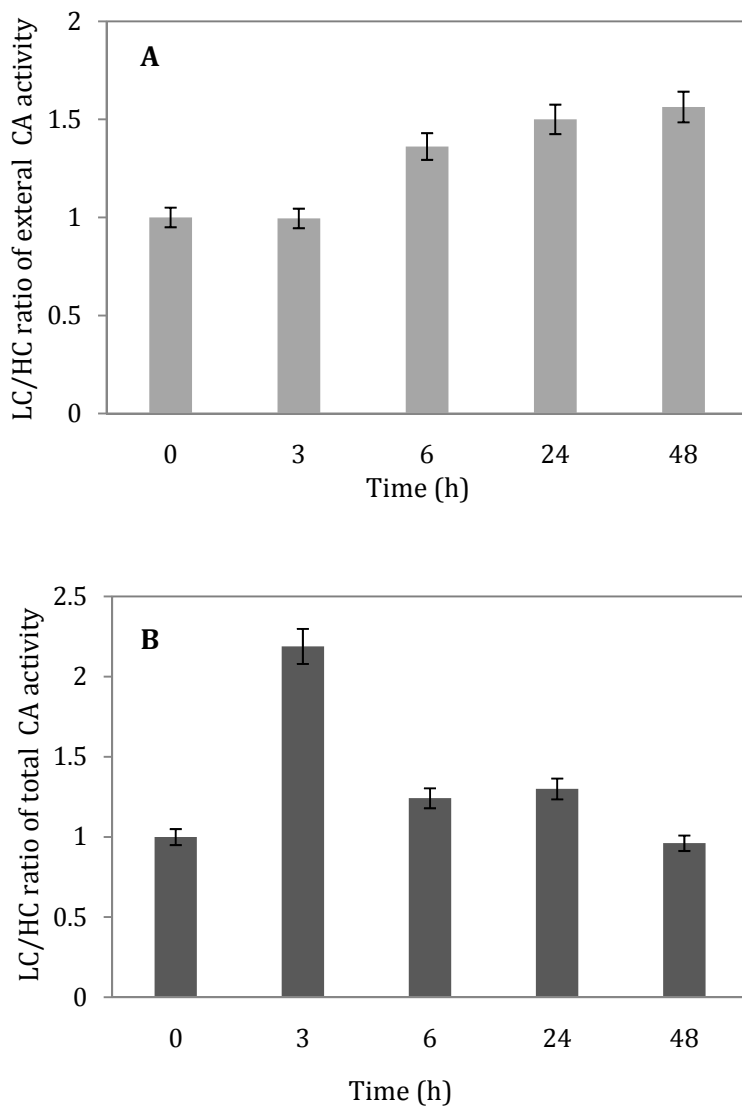 A
LC/HC ratio of exteral CA activity
2
1.5
1
0.5
0
0 3 6 24 48
Time (h)
B
LC/HC ratio of total CA activity
2.5
2
1.5
1
0.5
0
0 3 6 24 48
Time (h)